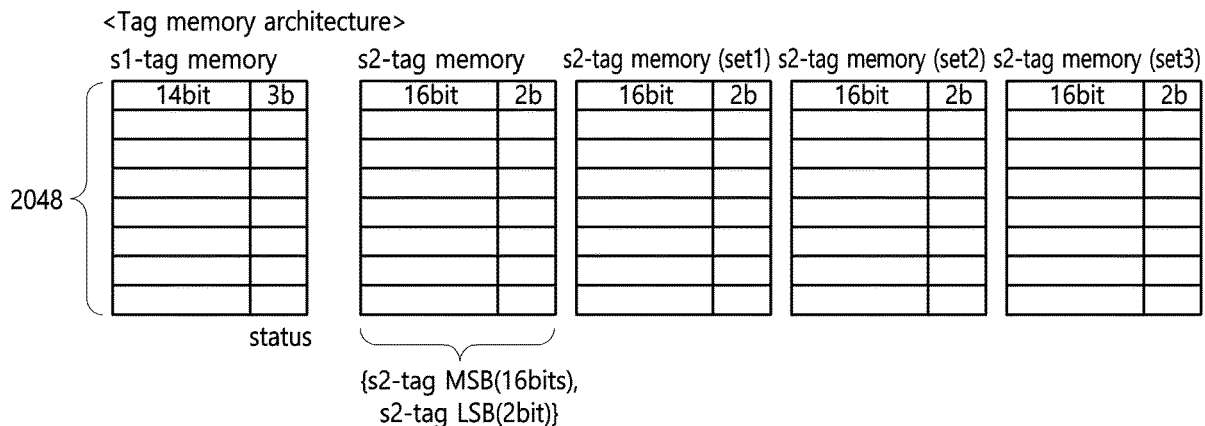 <Tag memory architecture>
s1-tag memory s2-tag memory s2-tag memory (set1) s2-tag memory (set2) s2-tag memory (set3)
14bit 3b 16bit 2b 16bit 2b 16bit 2b 16bit 2b
2048
status
{s2-tag MSB(16bits),
s2-tag LSB(2bit)}